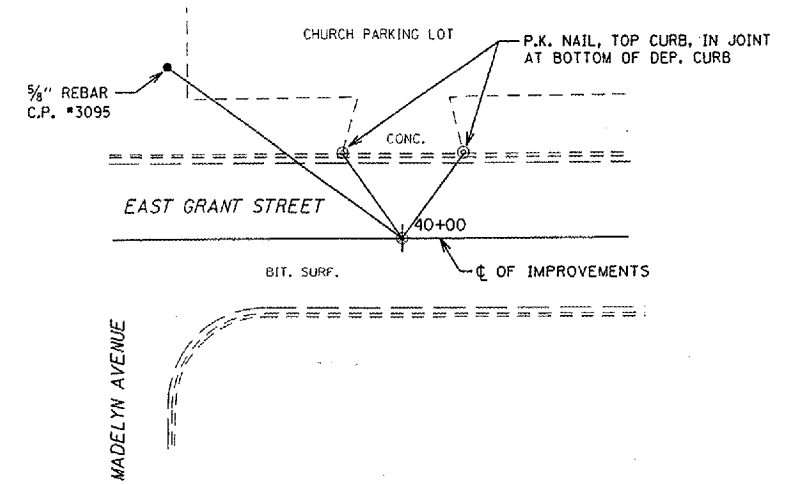 CHURCH PARKING LOT
P.K. NAIL, TOP CURB, IN JOINT
AT BOTTOM OF DEP. CURB
5/8" REBAR
C.P. #3095
CONC.
EAST GRANT STREET
40+00
BIT. SURF.
℄ OF IMPROVEMENTS
MADELYN AVENUE